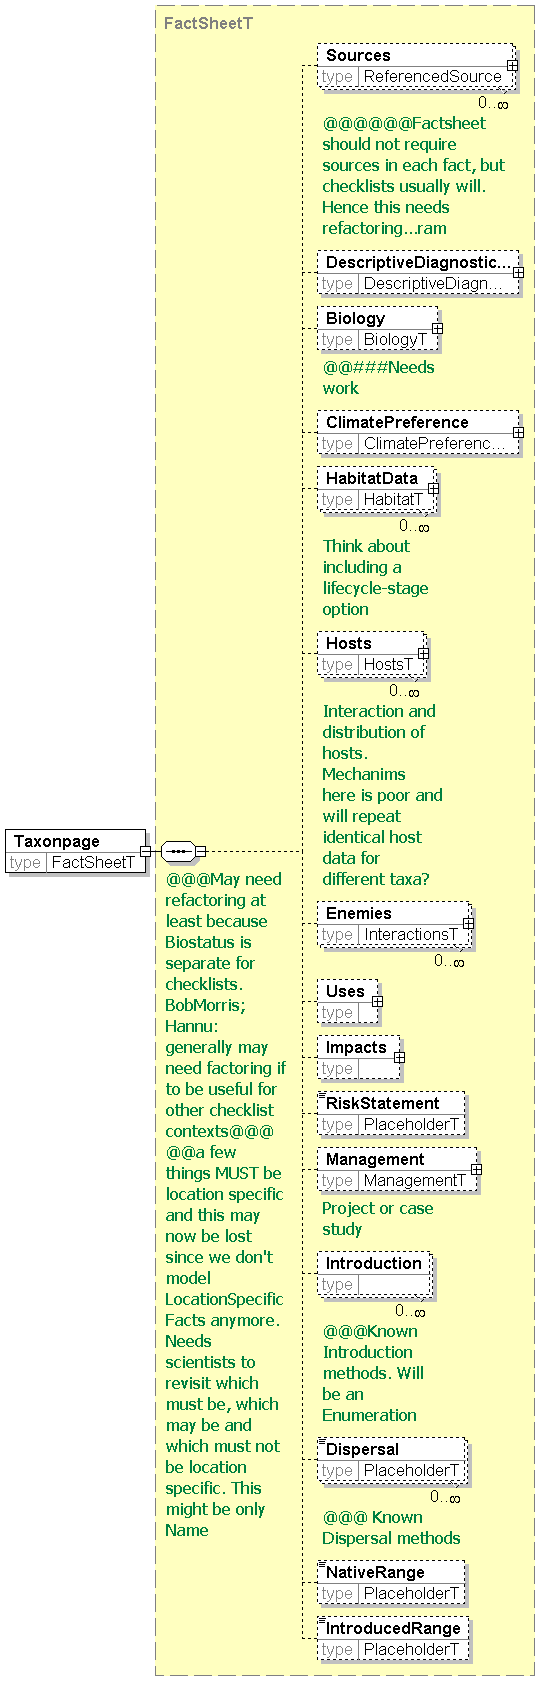 FactSheetT
Sources
type ReferencedSource
0..∞
@@@@@@Factsheet
should not require
sources in each fact, but
checklists usually will.
Hence this needs
refactoring...ram
DescriptiveDiagnostic...
type DescriptiveDiagn...
Biology
type BiologyT
@@###Needs
work
ClimatePreference
type ClimatePreferenc...
HabitatData
type HabitatT
0..∞
Think about
including a
lifecycle-stage
option
Hosts
type HostsT
0..∞
Interaction and
distribution of
hosts.
Mechanims
here is poor and
will repeat
identical host
data for
different taxa?
Taxonpage
type FactSheetT
@@@May need
refactoring at
least because
Biostatus is
separate for
checklists.
BobMorris;
Hannu:
generally may
need factoring if
to be useful for
other checklist
contexts@@@
@@a few
things MUST be
location specific
and this may
now be lost
since we don't
model
LocationSpecific
Facts anymore.
Needs
scientists to
revisit which
must be, which
may be and
which must not
be location
specific. This
might be only
Name
Enemies
type InteractionsT
0..∞
Uses
type
Impacts
type
RiskStatement
type PlaceholderT
Management
type ManagementT
Project or case
study
Introduction
type
0..∞
@@@Known
Introduction
methods. Will
be an
Enumeration
Dispersal
type PlaceholderT
0..∞
@@@ Known
Dispersal methods
NativeRange
type PlaceholderT
IntroducedRange
type PlaceholderT